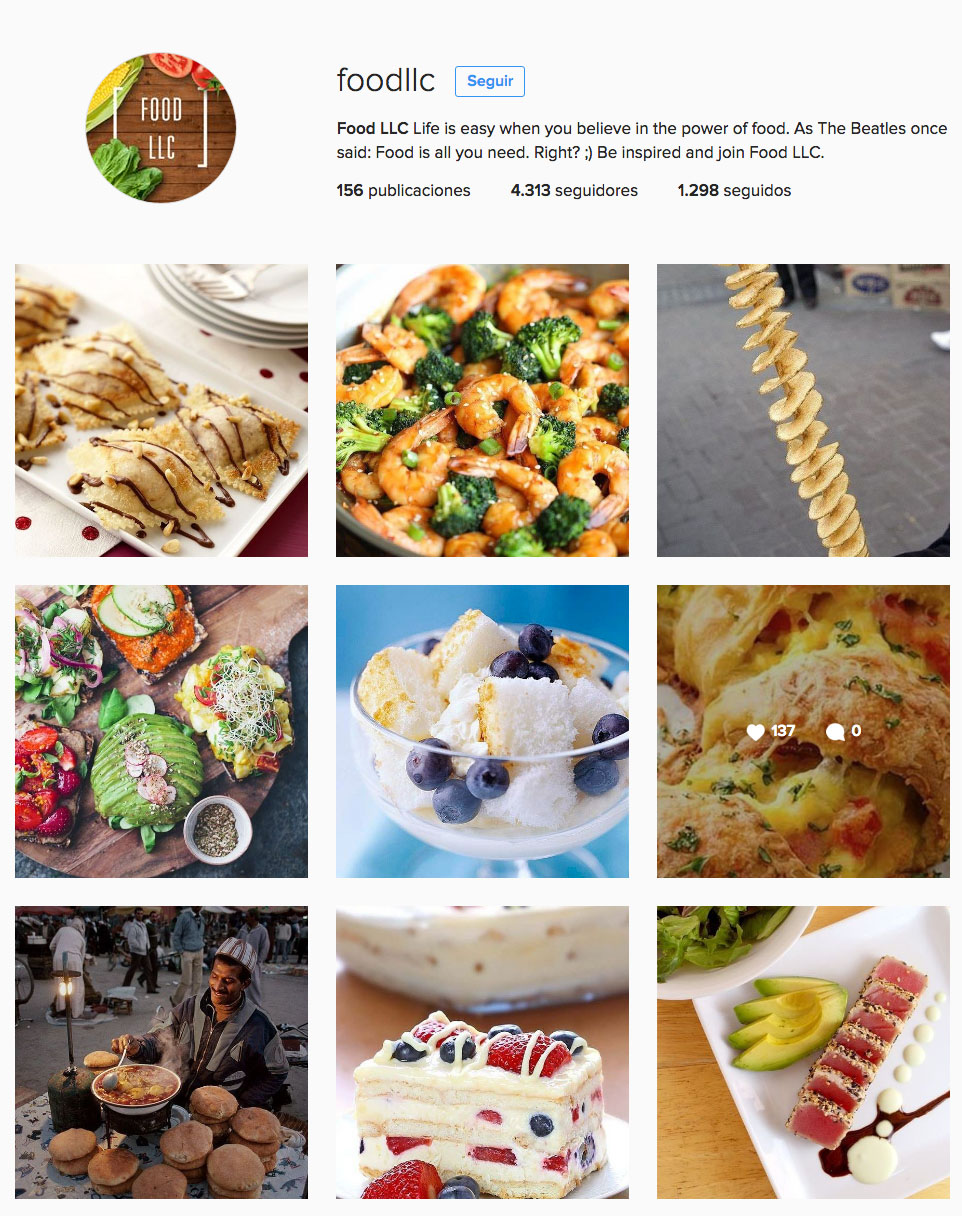 FOOD
LLC
foodllc Seguir
Food LLC Life is easy when you believe in the power of food. As The Beatles once
said: Food is all you need. Right? ;) Be inspired and join Food LLC.
156 publicaciones 4.313 seguidores 1.298 seguidos
137 0